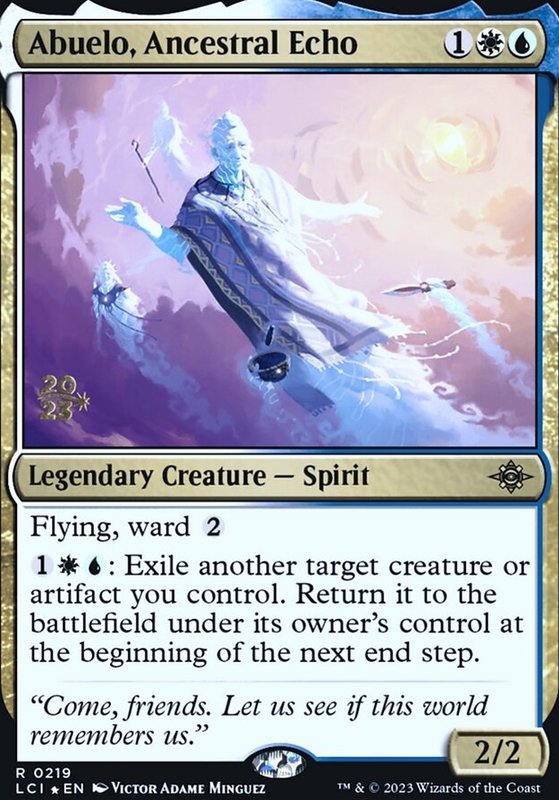 Abuelo, Ancestral Echo 1
20
23
Legendary Creature — Spirit
Flying, ward 2
1 : Exile another target creature or
artifact you control. Return it to the
battlefield under its owner's control at
the beginning of the next end step.
“Come, friends. Let us see if this world
remembers us.”
2/2
R 0219
LCI ★ EN Victor Adame Minguez
™ & © 2023 Wizards of the Coast